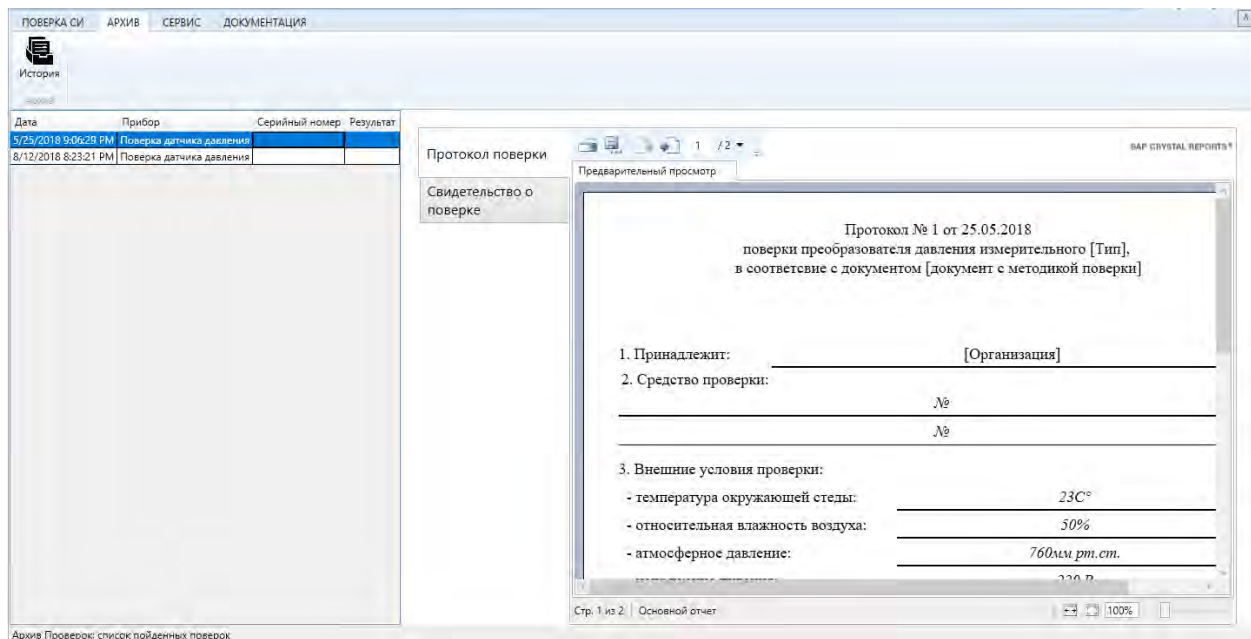 ПОВЕРКА СИ АРХИВ СЕРВИС ДОКУМЕНТАЦИЯ
История
Дата Прибор Серийный номер Результат
5/25/2018 9:06:29 PM Поверка датчика давления
8/12/2018 8:23:21 PM Поверка датчика давления
Протокол поверки
Свидетельство о
поверке
1 /2
SAP CRYSTAL REPORTS®
Предварительный просмотр
Протокол № 1 от 25.05.2018
поверки преобразователя давления измерительного [Тип],
в соответсвие с документом [документ с методикой поверки]
1. Принадлежит: [Организация]
2. Средство проверки:
№
№
3. Внешние условия проверки:
- температура окружающей стеды: 23C°
- относительная влажность воздуха: 50%
- атмосферное давление: 760мм рт.ст.
Стр. 1 из 2 Основной отчет 100%
Архив Проверок: список пойденных поверок